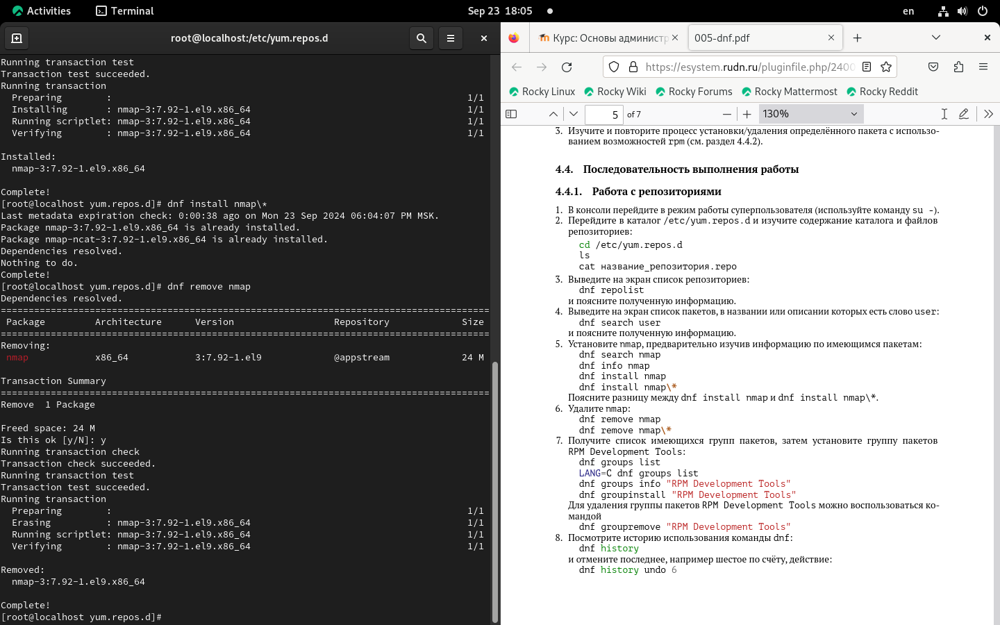 Activities
Terminal
Sep 23 18:05
en
root@localhost:/etc/yum.repos.d
Running transaction test
Transaction test succeeded.
Running transaction
Preparing : 1/1
Installing : nmap-3:7.92-1.el9.x86_64 1/1
Running scriptlet: nmap-3:7.92-1.el9.x86_64 1/1
Verifying : nmap-3:7.92-1.el9.x86_64 1/1
Installed:
nmap-3:7.92-1.el9.x86_64
Complete!
[root@localhost yum.repos.d]# dnf install nmap\*
Last metadata expiration check: 0:00:38 ago on Mon 23 Sep 2024 06:04:07 PM MSK.
Package nmap-3:7.92-1.el9.x86_64 is already installed.
Package nmap-ncat-3:7.92-1.el9.x86_64 is already installed.
Dependencies resolved.
Nothing to do.
Complete!
[root@localhost yum.repos.d]# dnf remove nmap
Dependencies resolved.
================================================================================
Package Architecture Version Repository Size
================================================================================
Removing:
nmap x86_64 3:7.92-1.el9 @appstream 24 M
Transaction Summary
================================================================================
Remove 1 Package
Freed space: 24 M
Is this ok [y/N]: y
Running transaction check
Transaction check succeeded.
Running transaction test
Transaction test succeeded.
Running transaction
Preparing : 1/1
Erasing : nmap-3:7.92-1.el9.x86_64 1/1
Running scriptlet: nmap-3:7.92-1.el9.x86_64 1/1
Verifying : nmap-3:7.92-1.el9.x86_64 1/1
Removed:
nmap-3:7.92-1.el9.x86_64
Complete!
[root@localhost yum.repos.d]#
Курс: Основы администр
005-dnf.pdf
https://esystem.rudn.ru/pluginfile.php/2400
Rocky Linux
Rocky Wiki
Rocky Forums
Rocky Mattermost
Rocky Reddit
5 of 7
130%
3. Изучите и повторите процесс установки/удаления определённого пакета с использо-
ванием возможностей rpm (см. раздел 4.4.2).
4.4. Последовательность выполнения работы
4.4.1. Работа с репозиториями
1. В консоли перейдите в режим работы суперпользователя (используйте команду su -).
2. Перейдите в каталог /etc/yum.repos.d и изучите содержание каталога и файлов
репозиториев:
cd /etc/yum.repos.d
ls
cat название_репозитория.repo
3. Выведите на экран список репозиториев:
dnf repolist
и поясните полученную информацию.
4. Выведите на экран список пакетов, в названии или описании которых есть слово user:
dnf search user
и поясните полученную информацию.
5. Установите nmap, предварительно изучив информацию по имеющимся пакетам:
dnf search nmap
dnf info nmap
dnf install nmap
dnf install nmap\*
Поясните разницу между dnf install nmap и dnf install nmap\*.
6. Удалите nmap:
dnf remove nmap
dnf remove nmap\*
7. Получите список имеющихся групп пакетов, затем установите группу пакетов
RPM Development Tools:
dnf groups list
LANG=C dnf groups list
dnf groups info "RPM Development Tools"
dnf groupinstall "RPM Development Tools"
Для удаления группы пакетов RPM Development Tools можно воспользоваться ко-
мандой
dnf groupremove "RPM Development Tools"
8. Посмотрите историю использования команды dnf:
dnf history
и отмените последнее, например шестое по счёту, действие:
dnf history undo 6